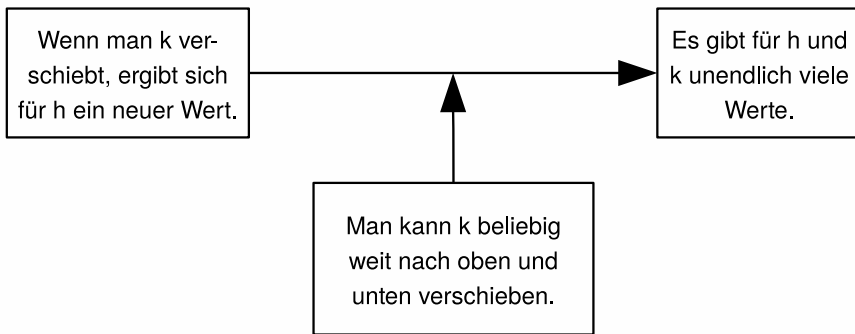 Wenn man k ver-
schiebt, ergibt sich
für h ein neuer Wert.
Es gibt für h und
k unendlich viele
Werte.
Man kann k beliebig
weit nach oben und
unten verschieben.